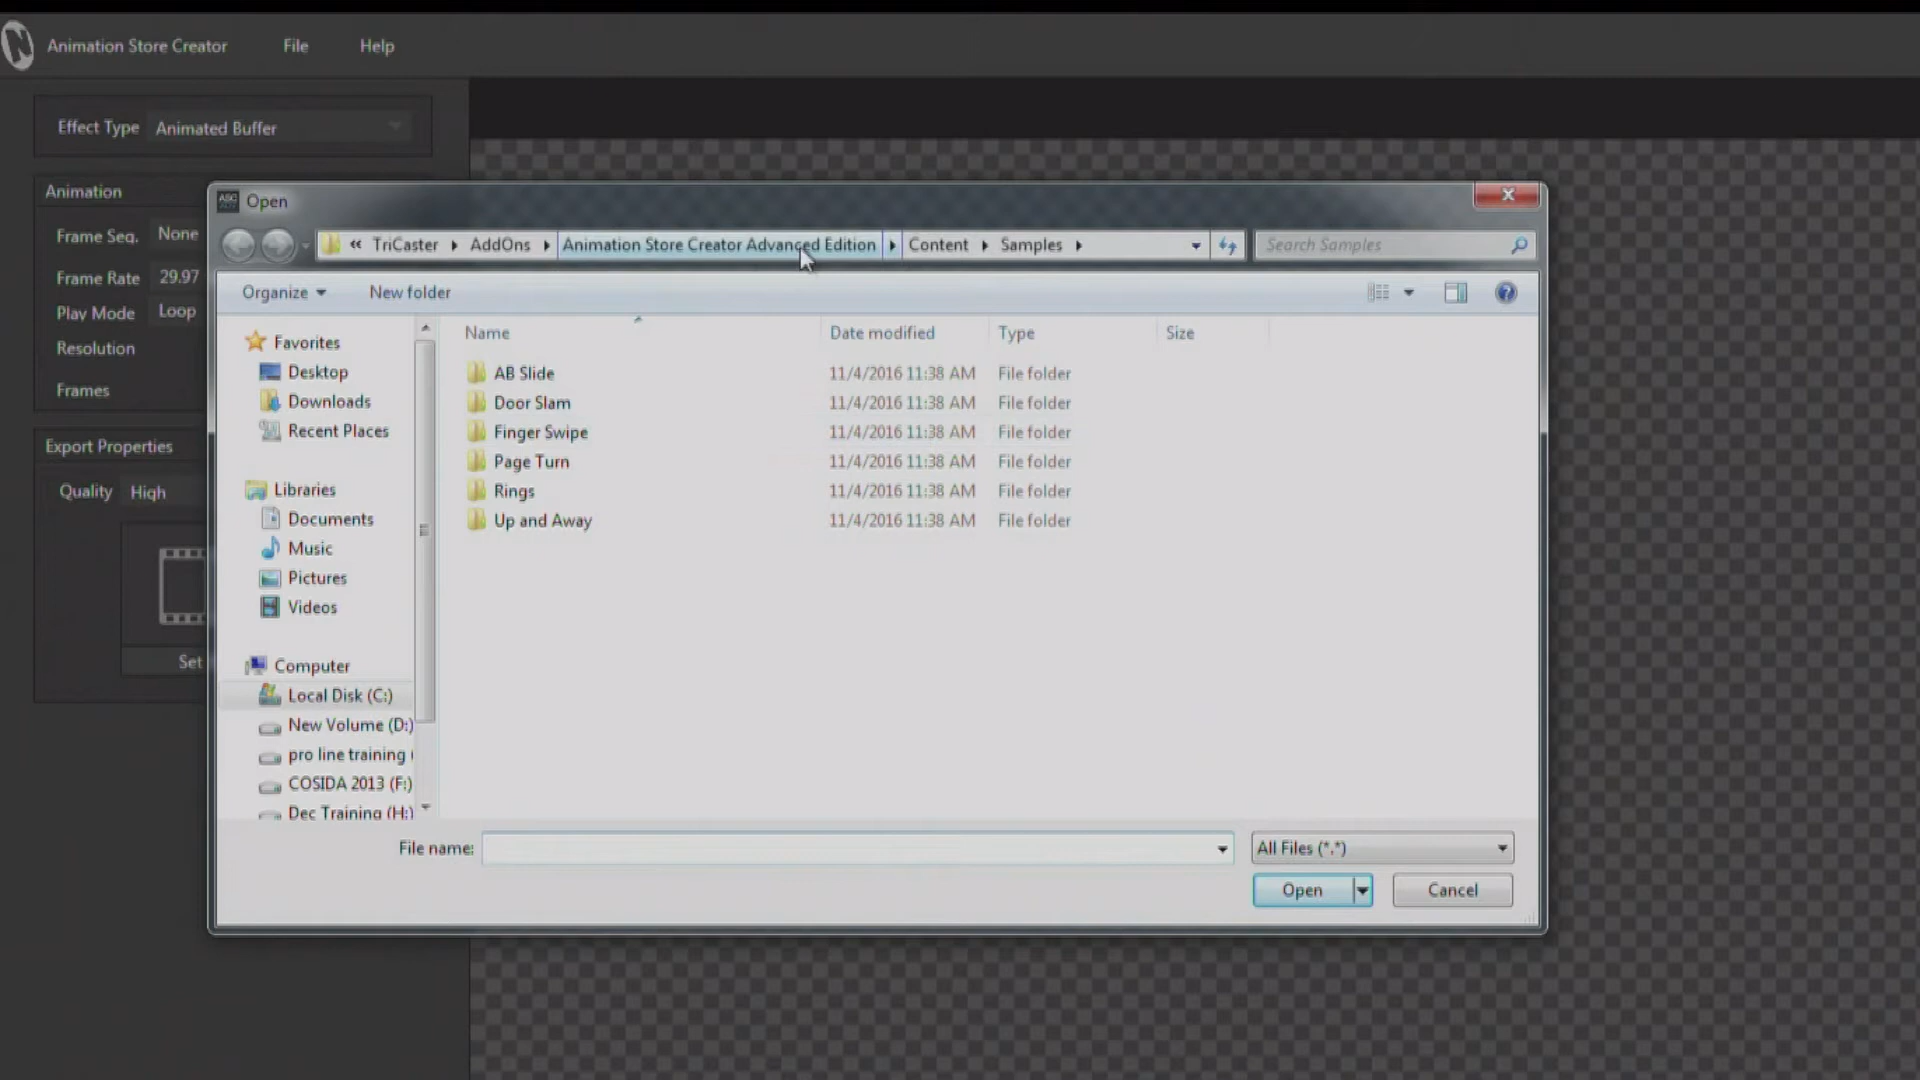 Animation Store Creator File Help
Effect Type Animated Buffer
Animation
Frame Seq. None
Frame Rate 29.97
Play Mode Loop
Resolution
Frames
Export Properties
Quality High
Set
ASC Open
« TriCaster AddOns Animation Store Creator Advanced Edition Content Samples
Search Samples
Organize New folder
Favorites
Desktop
Downloads
Recent Places
Libraries
Documents
Music
Pictures
Videos
Computer
Local Disk (C:)
New Volume (D:)
pro line training (
COSIDA 2013 (F:)
Dec Training (H:)
Name Date modified Type Size
AB Slide 11/4/2016 11:38 AM File folder
Door Slam 11/4/2016 11:38 AM File folder
Finger Swipe 11/4/2016 11:38 AM File folder
Page Turn 11/4/2016 11:38 AM File folder
Rings 11/4/2016 11:38 AM File folder
Up and Away 11/4/2016 11:38 AM File folder
File name: All Files (*.*)
Open Cancel